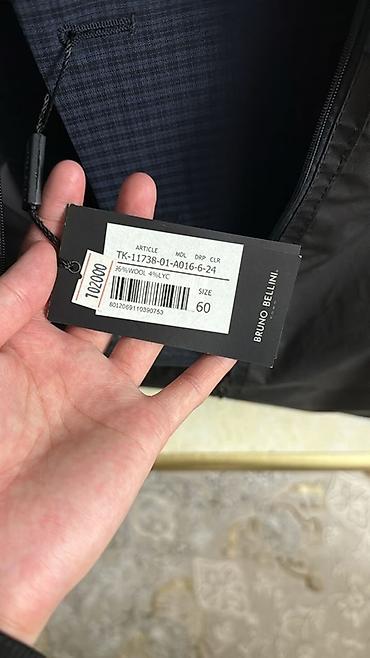 ARTICLE MDL DRP CLR
TK-11738-01-A016-6-24
96%WOOL 4%LYC
SIZE
60
8012069110390753
102000
BRUNO BELLINI